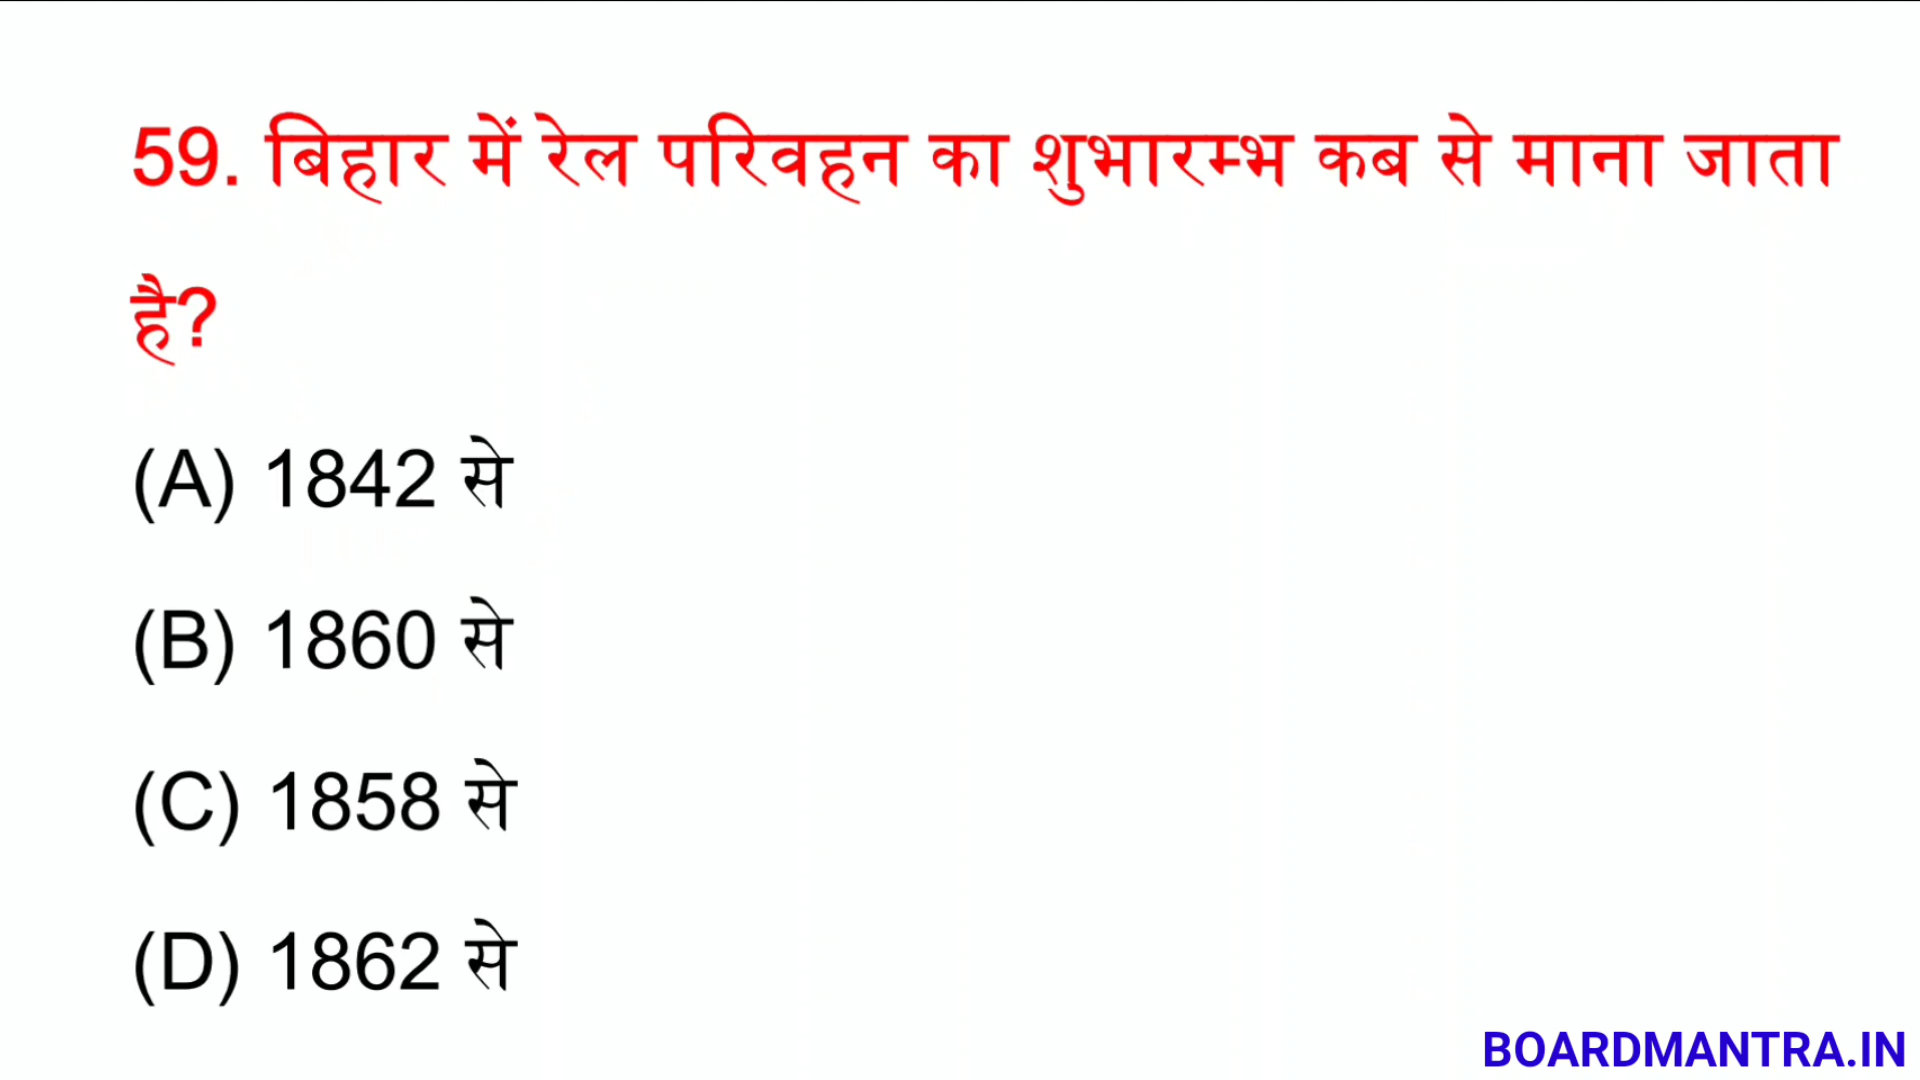 59. बिहार में रेल परिवहन का शुभारम्भ कब से माना जाता
है?
(A) 1842 से
(B) 1860 से
(C) 1858 से
(D) 1862 से
BOARDMANTRA.IN